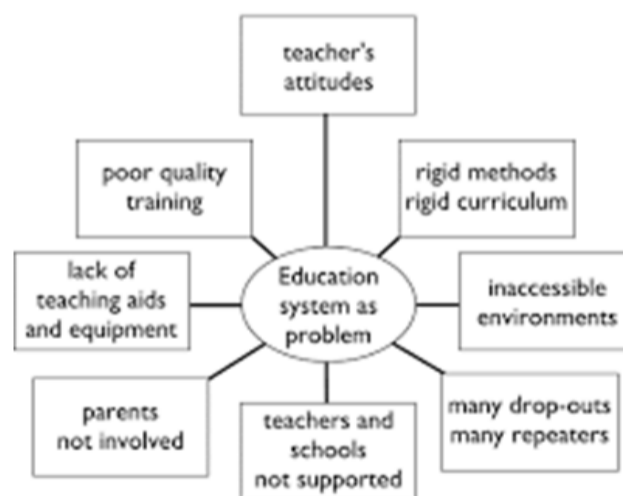 teacher's
attitudes
poor quality
training
rigid methods
rigid curriculum
lack of
teaching aids
and equipment
Education
system as
problem
inaccessible
environments
parents
not involved
teachers and
schools
not supported
many drop-outs
many repeaters